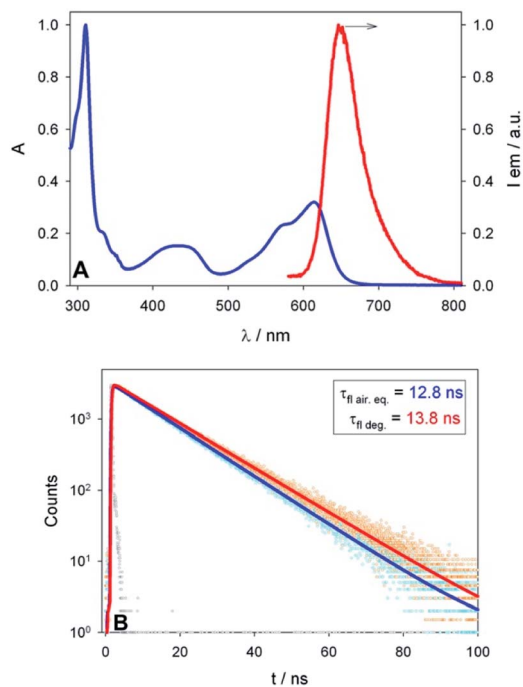 1.0
0.8
0.6
0.4
0.2
0.0
A
1.0
0.8
0.6
0.4
0.2
0.0
I em / a.u.
A
300 400 500 600 700 800
λ / nm
τfl air. eq. = 12.8 ns
τfl deg. = 13.8 ns
10³
10²
10¹
10⁰
Counts
B
0 20 40 60 80 100
t / ns